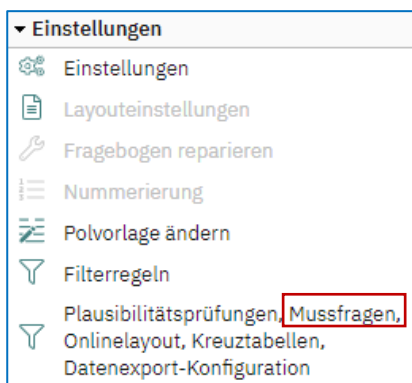 Einstellungen
Einstellungen
Layouteinstellungen
Fragebogen reparieren
Nummerierung
Polvorlage ändern
Filterregeln
Plausibilitätsprüfungen, Mussfragen,
Onlinelayout, Kreuztabellen,
Datenexport-Konfiguration